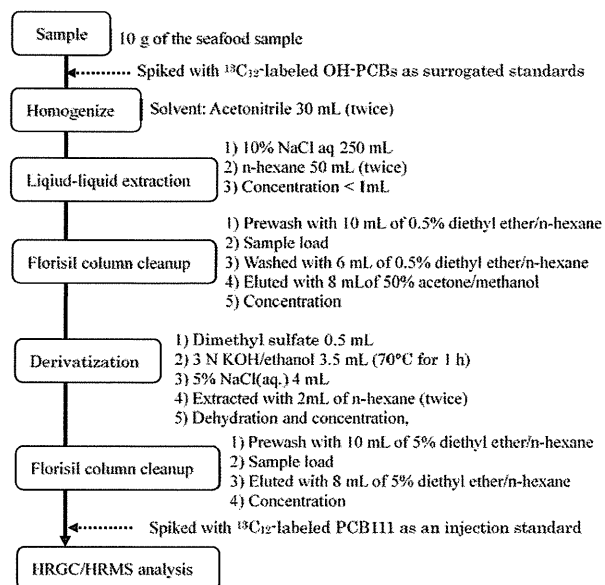 Sample
10 g of the seafood sample
Spiked with ¹³C₁₂-labeled OH-PCBs as surrogated standards
Homogenize
Solvent: Acetonitrile 30 mL (twice)
1) 10% NaCl aq 250 mL
Liqiud-liquid extraction
2) n-hexane 50 mL (twice)
3) Concentration < 1mL
1) Prewash with 10 mL of 0.5% diethyl ether/n-hexane
2) Sample load
Florisil column cleanup
3) Washed with 6 mL of 0.5% diethyl ether/n-hexane
4) Eluted with 8 mLof 50% acetone/methanol
5) Concentration
1) Dimethyl sulfate 0.5 mL
Derivatization
2) 3 N KOH/ethanol 3.5 mL (70°C for 1 h)
3) 5% NaCl(aq.) 4 mL
4) Extracted with 2mL of n-hexane (twice)
5) Dehydration and concentration,
1) Prewash with 10 mL of 5% diethyl ether/n-hexane
Florisil column cleanup
2) Sample load
3) Eluted with 8 mL of 5% diethyl ether/n-hexane
4) Concentration
Spiked with ¹³C₁₂-labeled PCB111 as an injection standard
HRGC/HRMS analysis